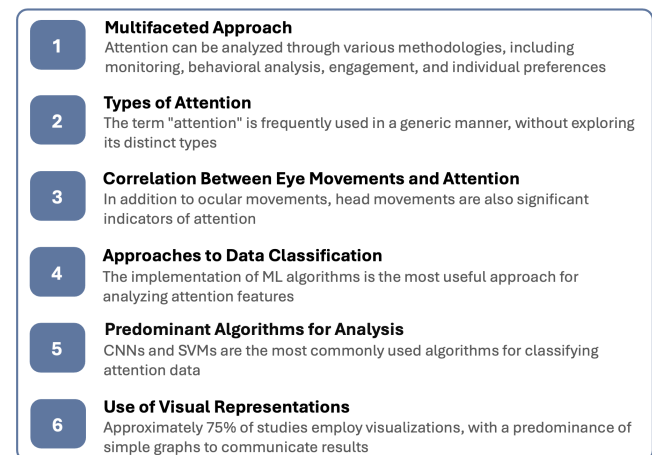 1
Multifaceted Approach
Attention can be analyzed through various methodologies, including
monitoring, behavioral analysis, engagement, and individual preferences
2
Types of Attention
The term "attention" is frequently used in a generic manner, without exploring
its distinct types
3
Correlation Between Eye Movements and Attention
In addition to ocular movements, head movements are also significant
indicators of attention
4
Approaches to Data Classification
The implementation of ML algorithms is the most useful approach for
analyzing attention features
5
Predominant Algorithms for Analysis
CNNs and SVMs are the most commonly used algorithms for classifying
attention data
6
Use of Visual Representations
Approximately 75% of studies employ visualizations, with a predominance of
simple graphs to communicate results